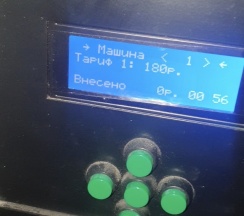 → Машина < 1 > ←
Тариф 1: 180р.
Внесено 0р. 00 56